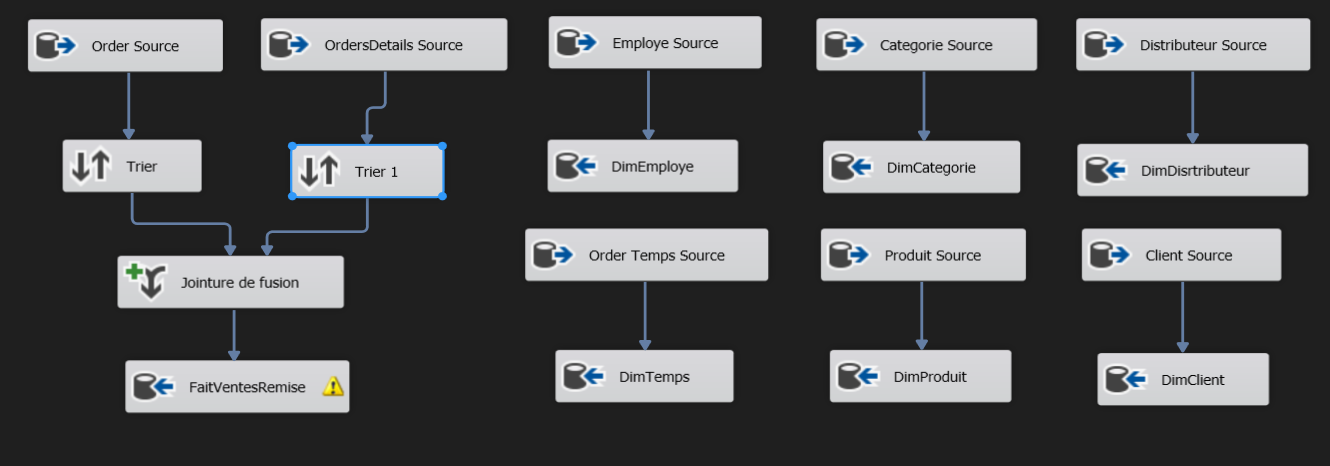 Order Source
OrdersDetails Source
Employe Source
Categorie Source
Distributeur Source
Trier
Trier 1
DimEmploye
DimCategorie
DimDisrtributeur
Order Temps Source
Produit Source
Client Source
Jointure de fusion
FaitVentesRemise
DimTemps
DimProduit
DimClient